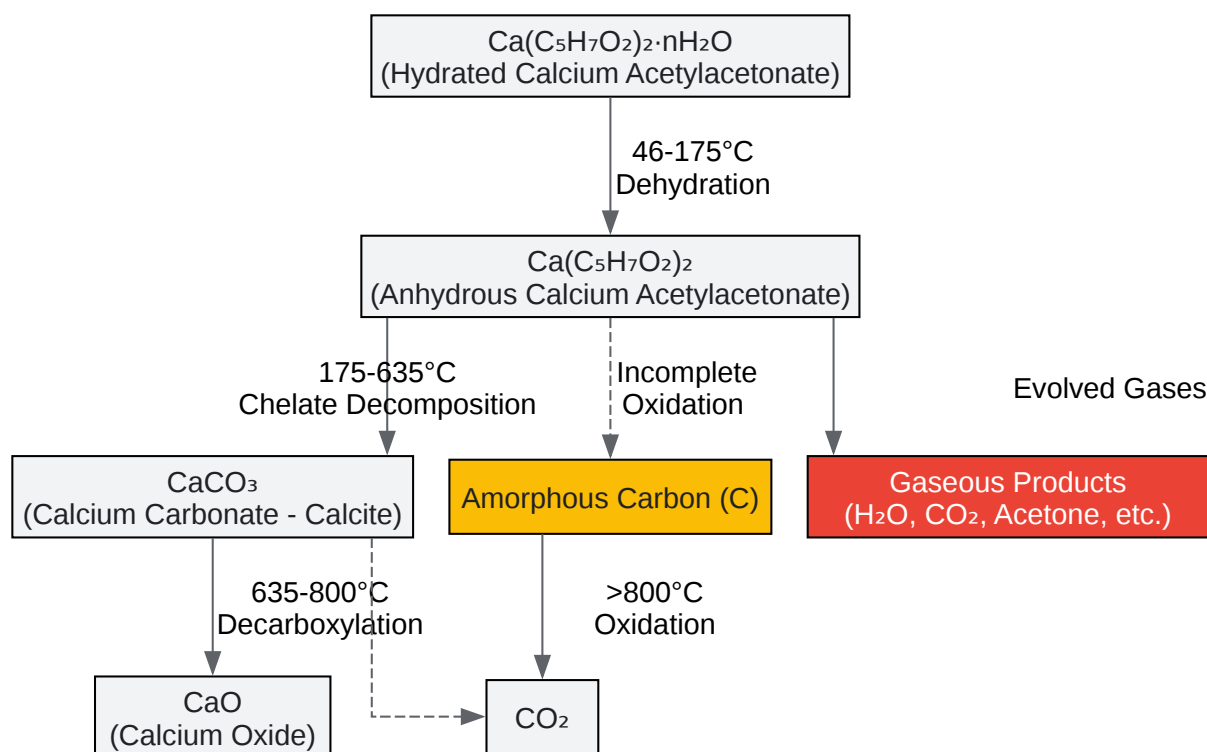 Ca(C₅H₇O₂)₂·nH₂O
(Hydrated Calcium Acetylacetonate)
46-175°C
Dehydration
Ca(C₅H₇O₂)₂
(Anhydrous Calcium Acetylacetonate)
175-635°C
Chelate Decomposition
Incomplete
Oxidation
Evolved Gases
CaCO₃
(Calcium Carbonate - Calcite)
Amorphous Carbon (C)
Gaseous Products
(H₂O, CO₂, Acetone, etc.)
635-800°C
Decarboxylation
>800°C
Oxidation
CaO
(Calcium Oxide)
CO₂